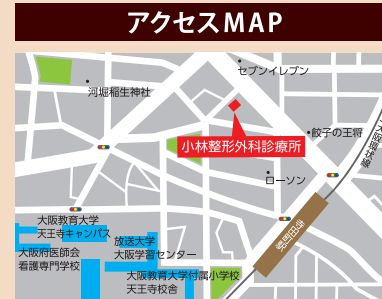 アクセスMAP
セブンイレブン
河堀稲生神社
餃子の王将
大阪環状線
小林整形外科診療所
ローソン
寺田町駅
大阪教育大学
天王寺キャンパス
放送大学
大阪学習センター
大阪府医師会
看護専門学校
大阪教育大学付属小学校
天王寺校舎